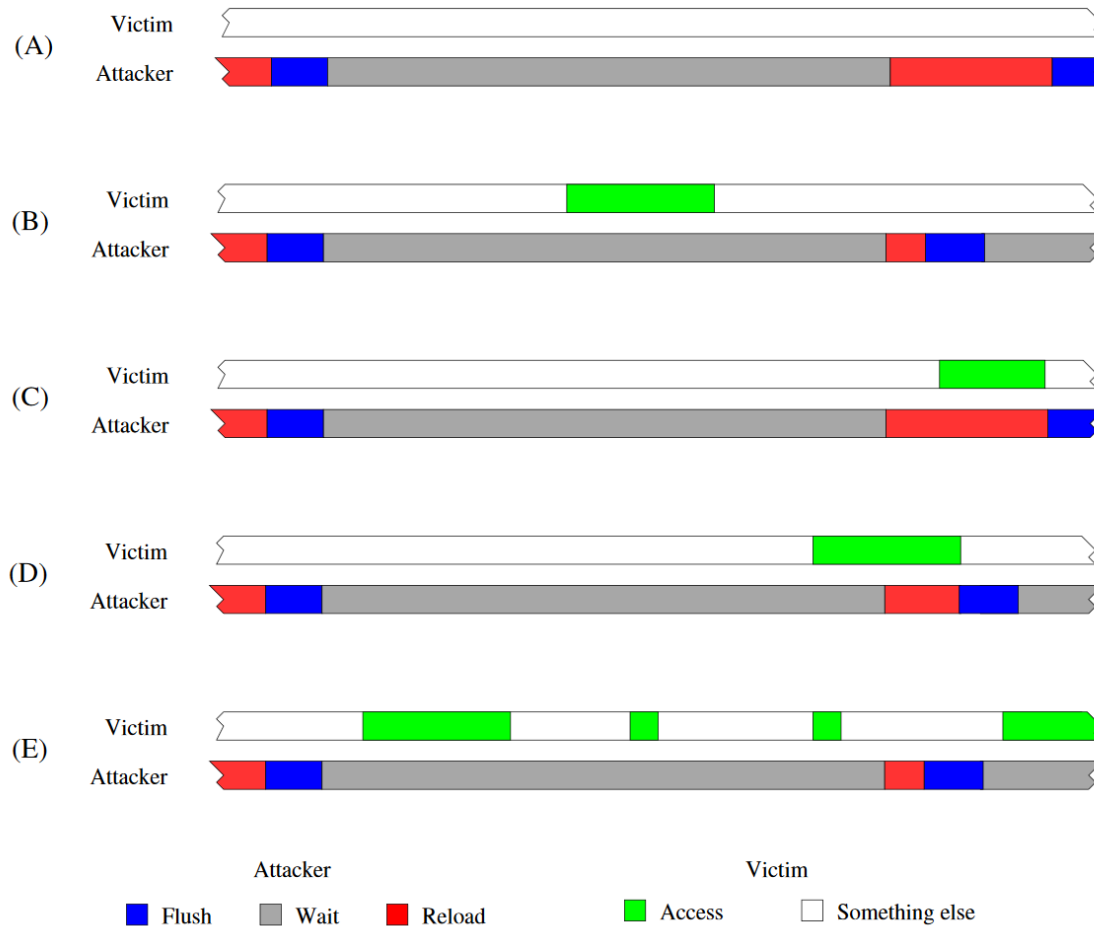 (A)
Victim
Attacker
(B)
Victim
Attacker
(C)
Victim
Attacker
(D)
Victim
Attacker
(E)
Victim
Attacker
Attacker
Victim
Flush
Wait
Reload
Access
Something else